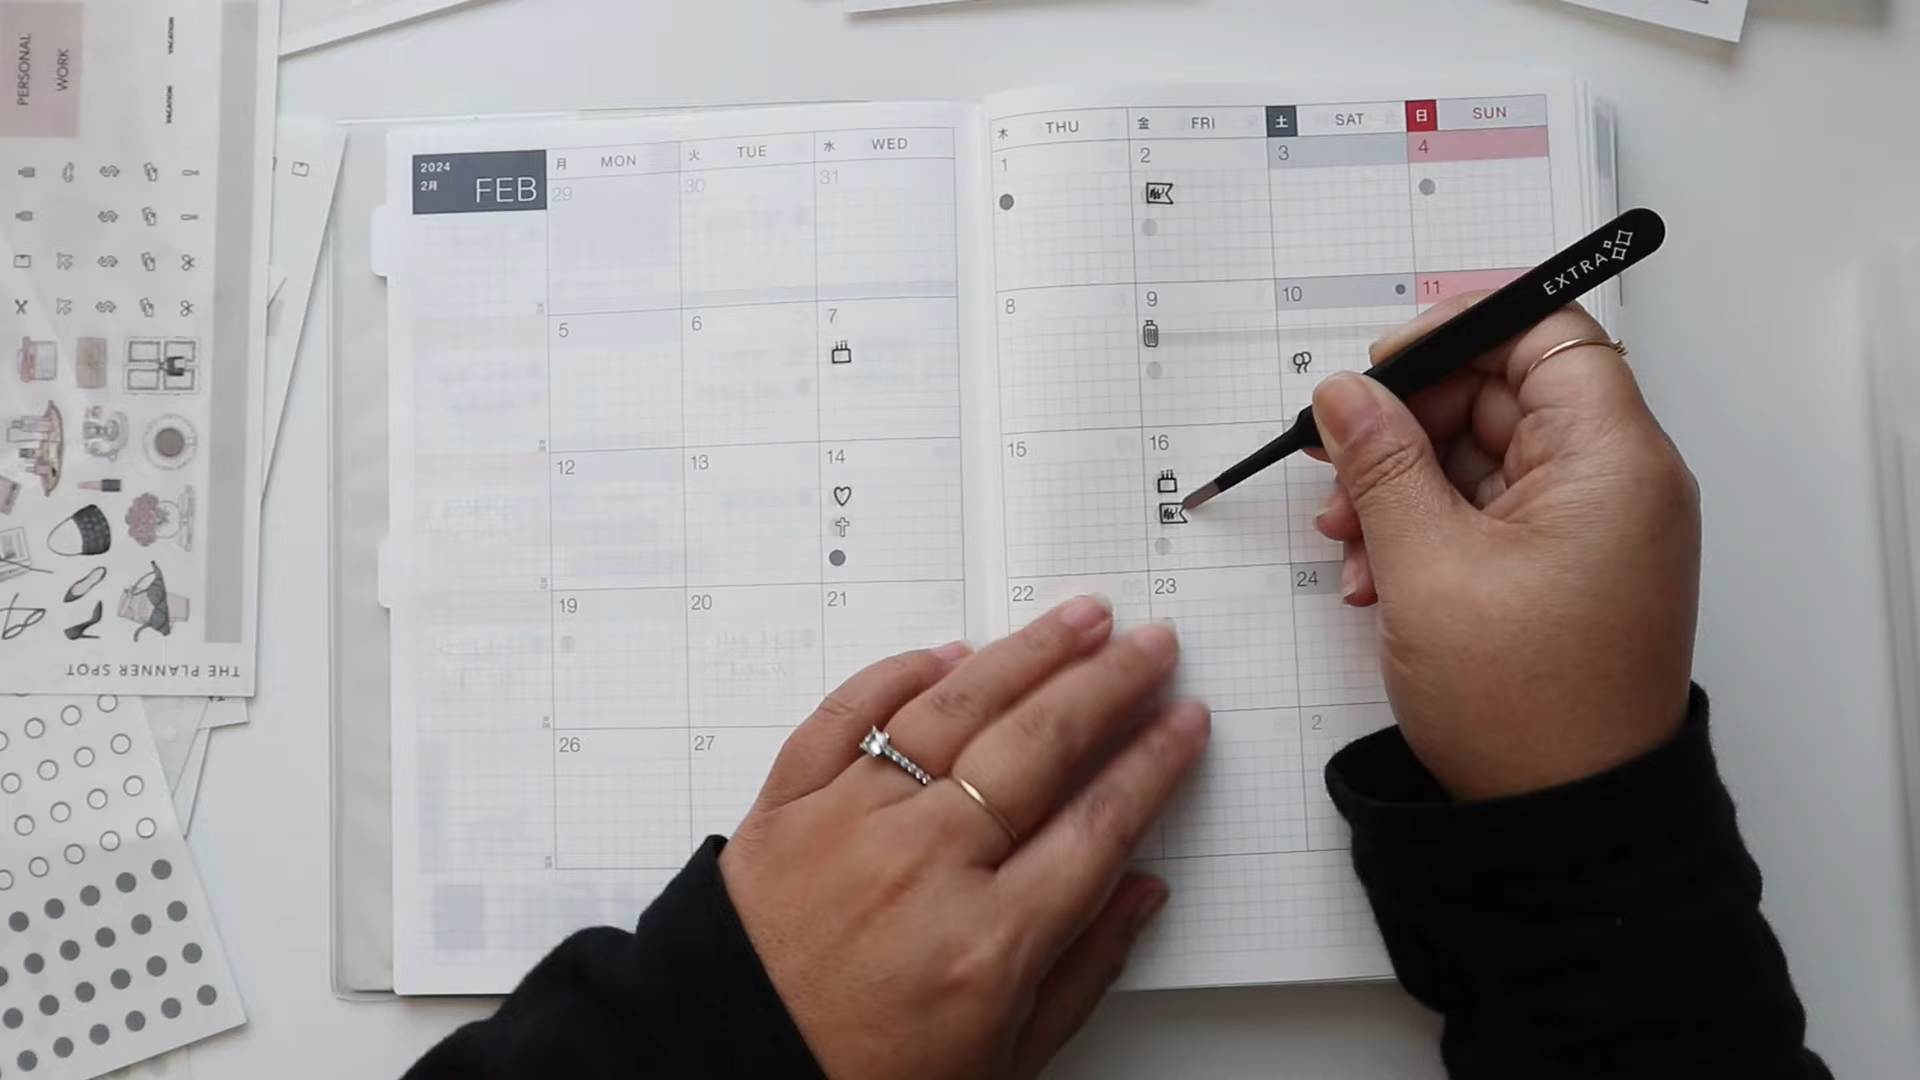 PERSONAL
WORK
VACATION
VACATION
THE PLANNER SPOT
2024
2月
FEB
月 MON
火 TUE
水 WED
木 THU
金 FRI
土 SAT
日 SUN
29 30 31 1 2 3 4
5 6 7 8 9 10 11
12 13 14 15 16
19 20 21 22 23 24
26 27 2
EXTRA